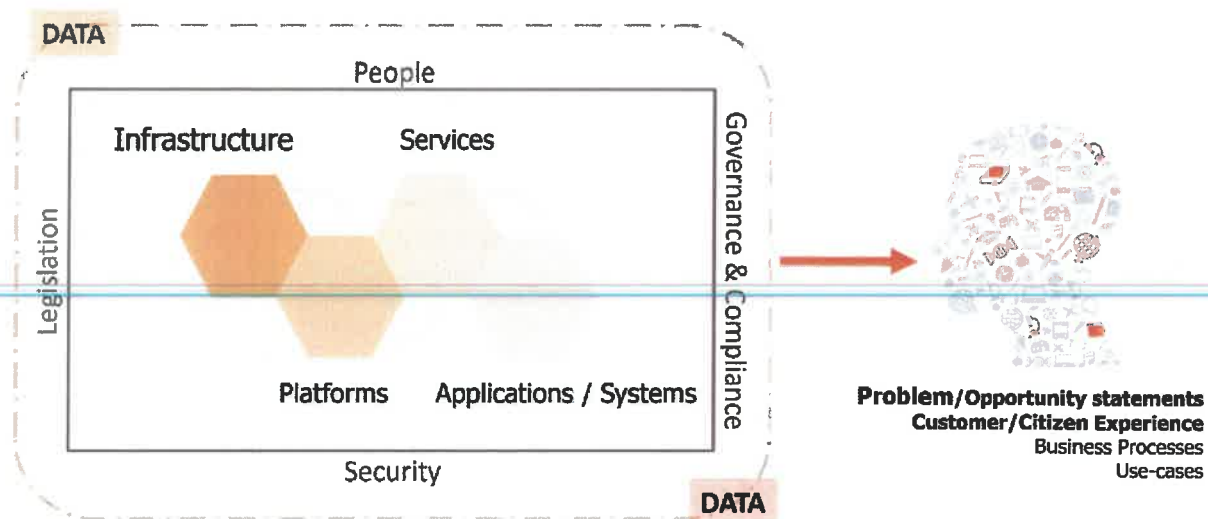 DATA
People
Infrastructure
Services
Legislation
Governance & Compliance
Platforms
Applications / Systems
Security
DATA
Problem/Opportunity statements
Customer/Citizen Experience
Business Processes
Use-cases